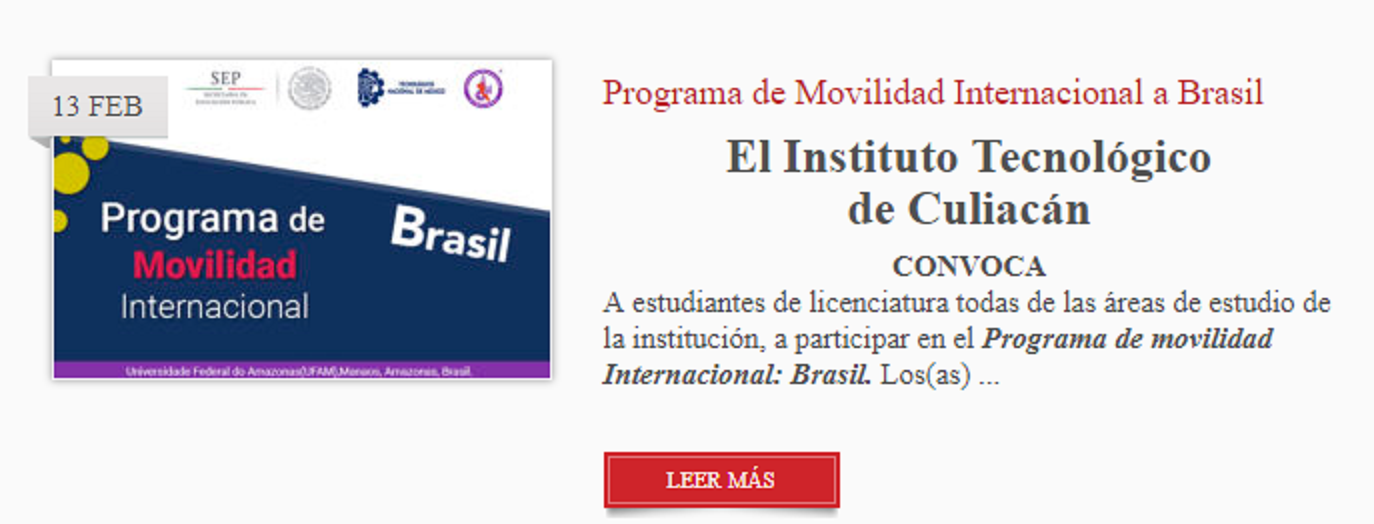 13 FEB
SEP
SECRETARÍA DE
EDUCACIÓN PÚBLICA
TECNOLÓGICO
NACIONAL DE MÉXICO
Programa de
Movilidad
Internacional
Brasil
Universidade Federal do Amazonas(UFAM),Manaos, Amazonas, Brasil.
Programa de Movilidad Internacional a Brasil
El Instituto Tecnológico
de Culiacán
CONVOCA
A estudiantes de licenciatura todas de las áreas de estudio de
la institución, a participar en el Programa de movilidad
Internacional: Brasil. Los(as) ...
LEER MÁS